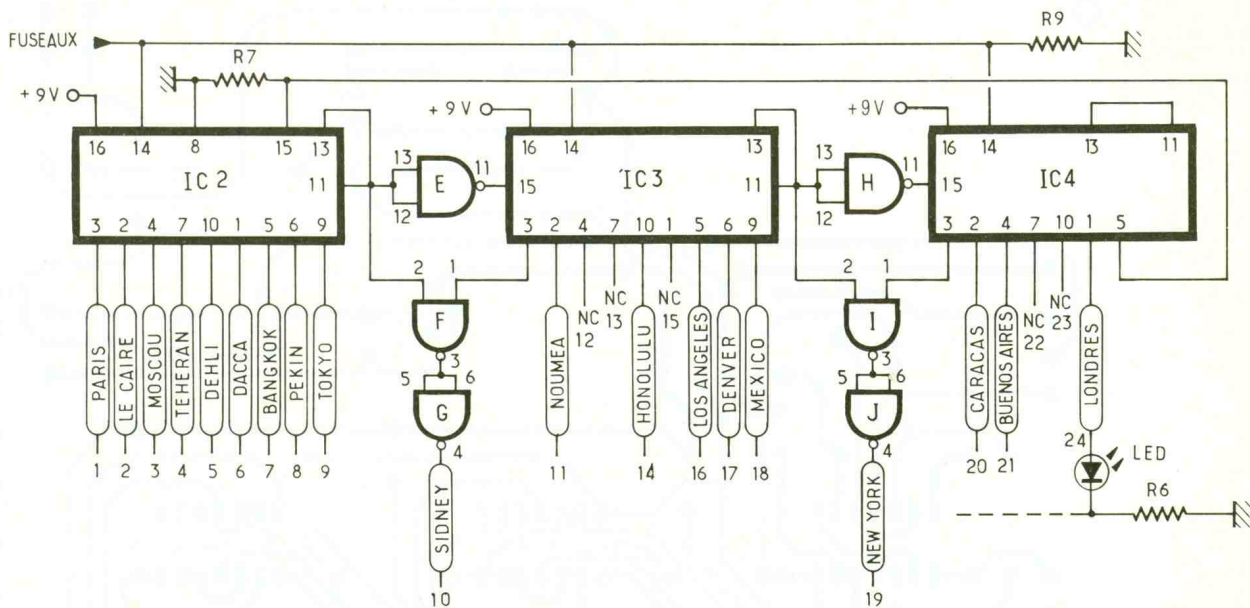 FUSEAUX
R7
R9
+9V
+9V
+9V
16 14 8 15 13
IC2
11
3 2 4 7 10 1 5 6 9
13
E
11
12
16 14 13
15
IC3
11
3 2 4 7 10 1 5 6 9
13
H
11
12
16 14 13 11
15
IC4
3 2 4 7 10 1 5
2 1
F
3
5 6
G
4
2 1
I
3
5 6
J
4
PARIS
LE CAIRE
MOSCOU
TEHERAN
DEHLI
DACCA
BANGKOK
PEKIN
TOKYO
1 2 3 4 5 6 7 8 9
SIDNEY
10
NOUMEA
11
NC
12
NC
13
HONOLULU
14
NC
15
LOS ANGELES
DENVER
MEXICO
16 17 18
NEW YORK
19
CARACAS
BUENOS AIRES
20 21
NC
22
NC
23
LONDRES
24
LED
R6